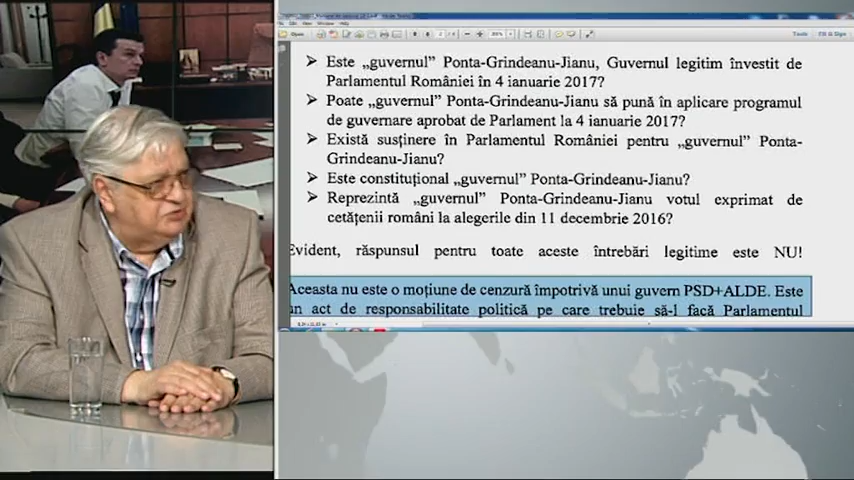 ➢ Este „guvernul” Ponta-Grindeanu-Jianu, Guvernul legitim învestit de
Parlamentul României în 4 ianuarie 2017?
➢ Poate „guvernul” Ponta-Grindeanu-Jianu să pună în aplicare programul
de guvernare aprobat de Parlament la 4 ianuarie 2017?
➢ Există susținere în Parlamentul României pentru „guvernul” Ponta-
Grindeanu-Jianu?
➢ Este constituțional „guvernul” Ponta-Grindeanu-Jianu?
➢ Reprezintă „guvernul” Ponta-Grindeanu-Jianu votul exprimat de
cetățenii români la alegerile din 11 decembrie 2016?
Evident, răspunsul pentru toate aceste întrebări legitime este NU!
Aceasta nu este o moțiune de cenzură împotriva unui guvern PSD+ALDE. Este
un act de responsabilitate politică pe care trebuie să-l facă Parlamentul